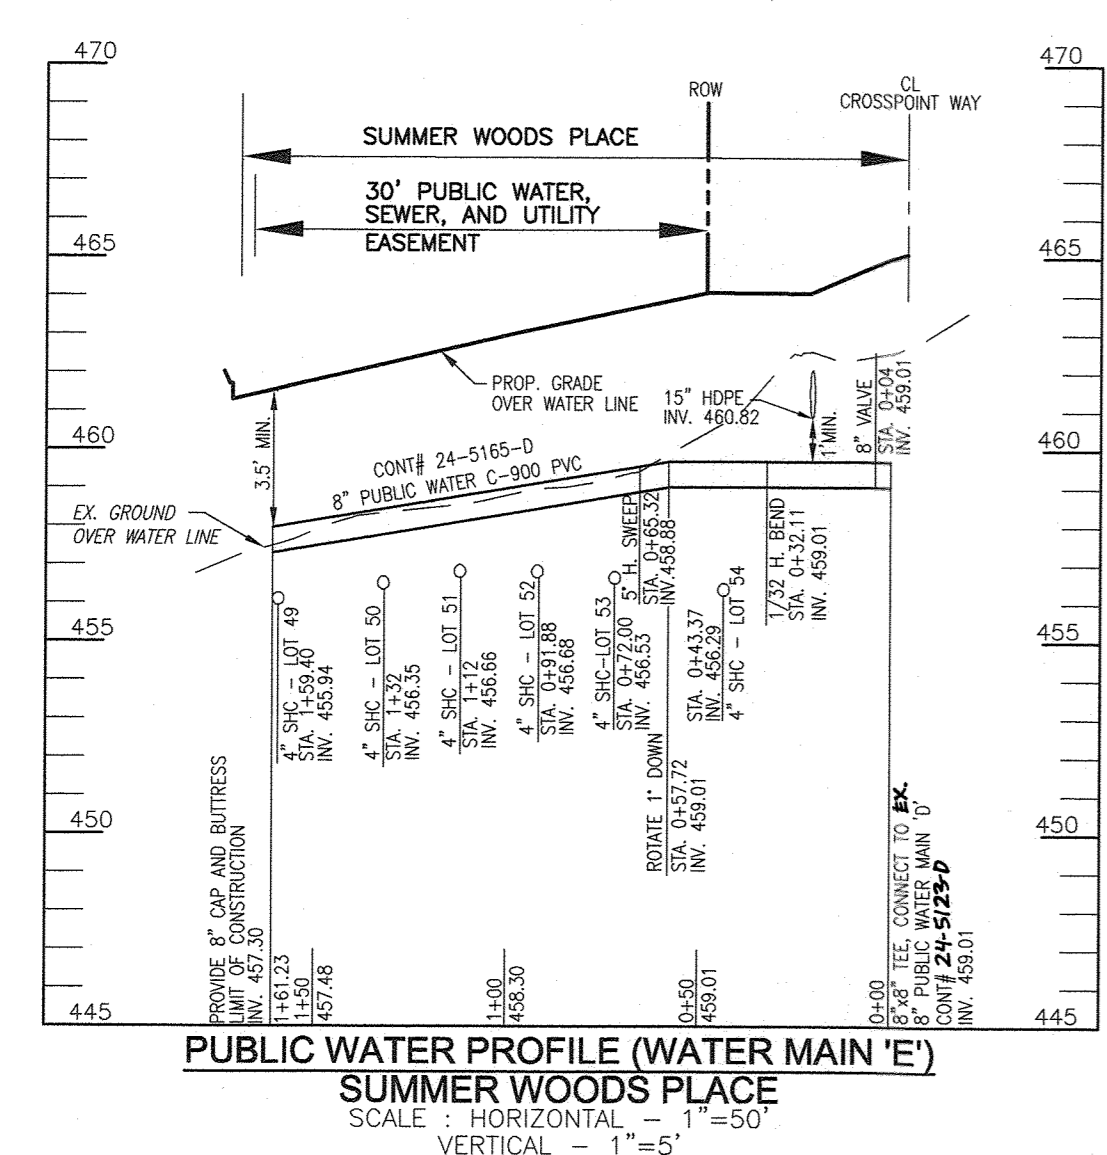 470
470
ROW
CL
CROSSPOINT WAY
SUMMER WOODS PLACE
30' PUBLIC WATER,
SEWER, AND UTILITY
EASEMENT
465
465
PROP. GRADE
OVER WATER LINE
15" HDPE
INV. 460.82
1'MIN.
8" VALVE
STA. 0+04
INV. 459.01
460
460
3.5' MIN.
CONT# 24-5165-D
8" PUBLIC WATER C-900 PVC
EX. GROUND
OVER WATER LINE
5° H. SWEEP
STA. 0+65.32
INV.458.88
1/32 H. BEND
STA. 0+32.11
INV. 459.01
455
455
4" SHC - LOT 49
STA. 1+59.40
INV. 455.94
4" SHC - LOT 50
STA. 1+32
INV. 456.35
4" SHC - LOT 51
STA. 1+12
INV. 456.66
4" SHC - LOT 52
STA. 0+91.88
INV. 456.68
4" SHC-LOT 53
STA. 0+72.00
INV. 456.53
STA. 0+43.37
INV. 456.29
4" SHC - LOT 54
ROTATE 1° DOWN
STA. 0+57.72
INV. 459.01
450
450
PROVIDE 8" CAP AND BUTTRESS
LIMIT OF CONSTRUCTION
INV. 457.30
1+61.23
1+50
457.48
1+00
458.30
0+50
459.01
0+00
8"x8" TEE, CONNECT TO EX.
8" PUBLIC WATER MAIN 'D'
CONT# 24-5123-D
INV. 459.01
445
445
PUBLIC WATER PROFILE (WATER MAIN 'E')
SUMMER WOODS PLACE
SCALE : HORIZONTAL - 1"=50'
VERTICAL - 1"=5'